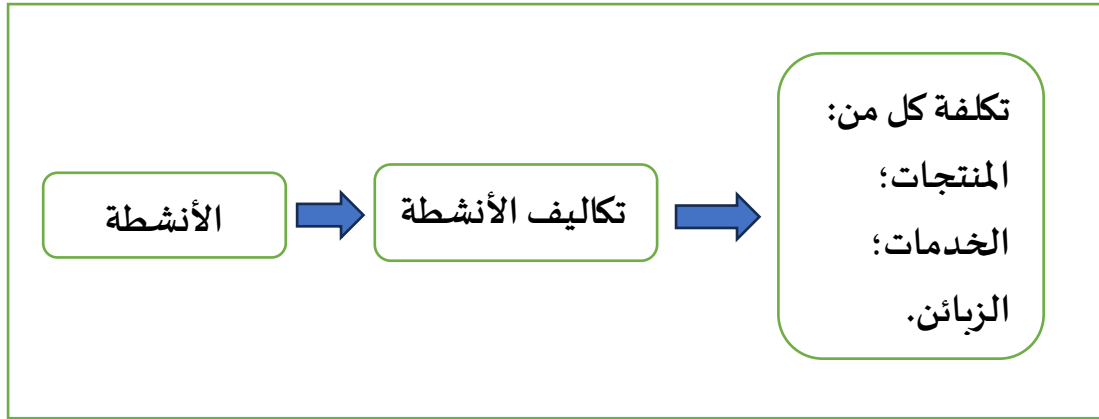 الأنشطة
تكاليف الأنشطة
تكلفة كل من:
المنتجات؛
الخدمات؛
الزبائن.